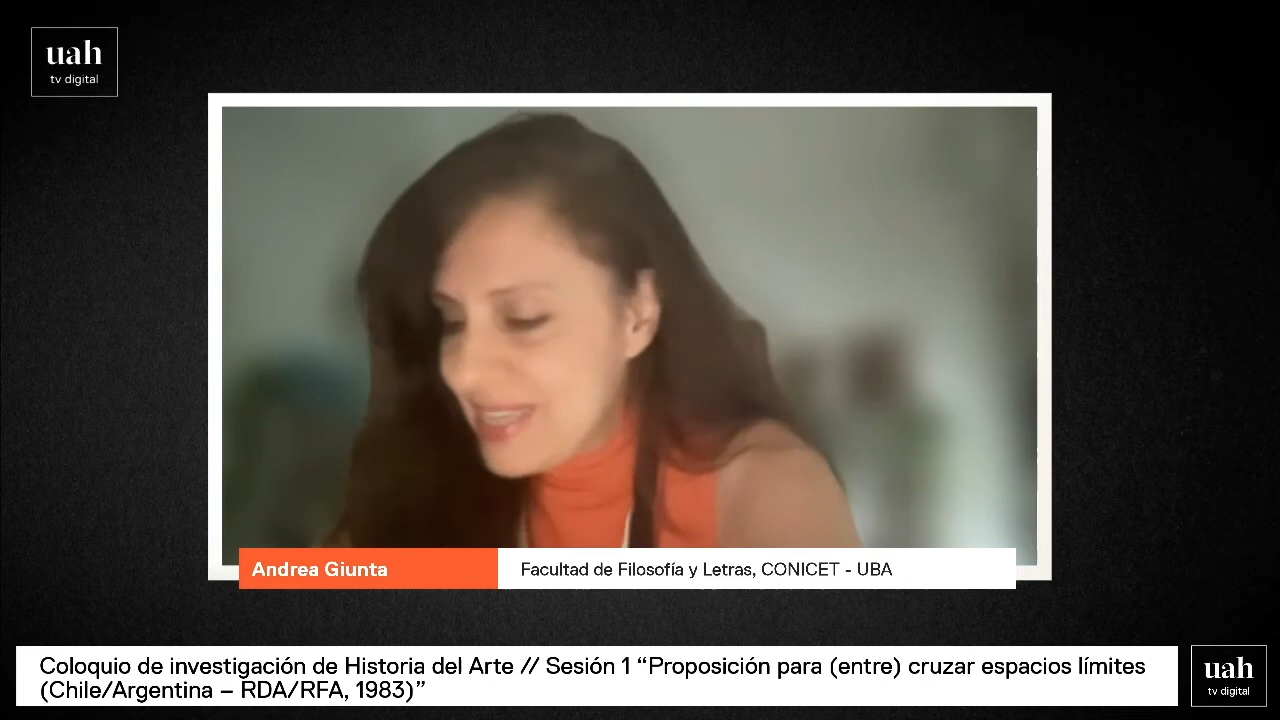 uah
tv digital
Andrea Giunta
Facultad de Filosofía y Letras, CONICET - UBA
Coloquio de investigación de Historia del Arte // Sesión 1 “Proposición para (entre) cruzar espacios límites
(Chile/Argentina – RDA/RFA, 1983)”
uah
tv digital